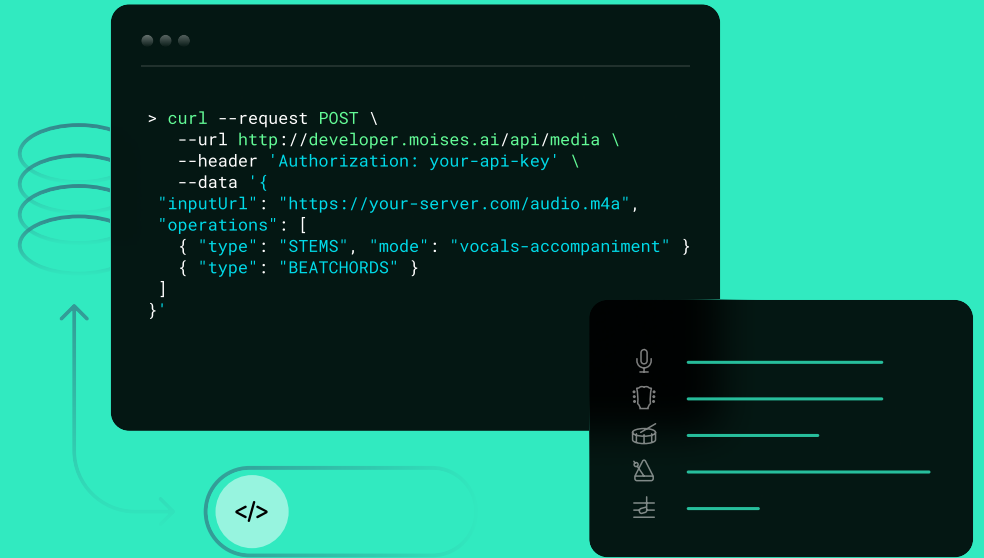 > curl --request POST \
--url http://developer.moises.ai/api/media \
--header 'Authorization: your-api-key' \
--data '{
"inputUrl": "https://your-server.com/audio.m4a",
"operations": [
{ "type": "STEMS", "mode": "vocals-accompaniment" }
{ "type": "BEATCHORDS" }
]
}'
</>